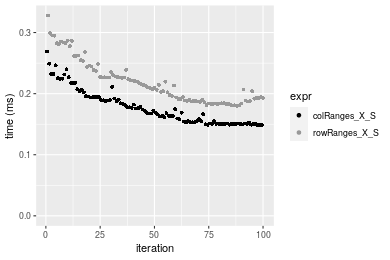 0.3
0.2
0.1
0.0
time (ms)
0
25
50
75
100
iteration
expr
colRanges_X_S
rowRanges_X_S